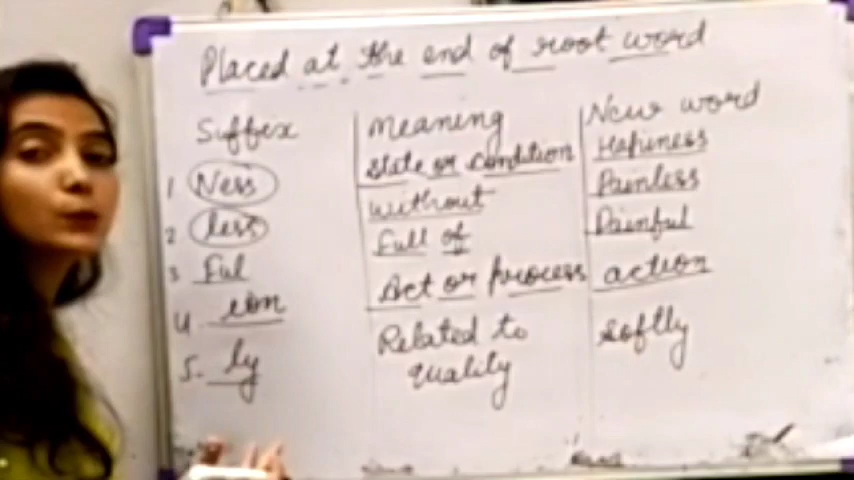 Placed at the end of root word
Suffex Meaning New word
1 Ness State or Condition Hapiness
2 less without Painless
3 Ful Full of Painful
4 eion Act or process action
5. ly Related to quality softly